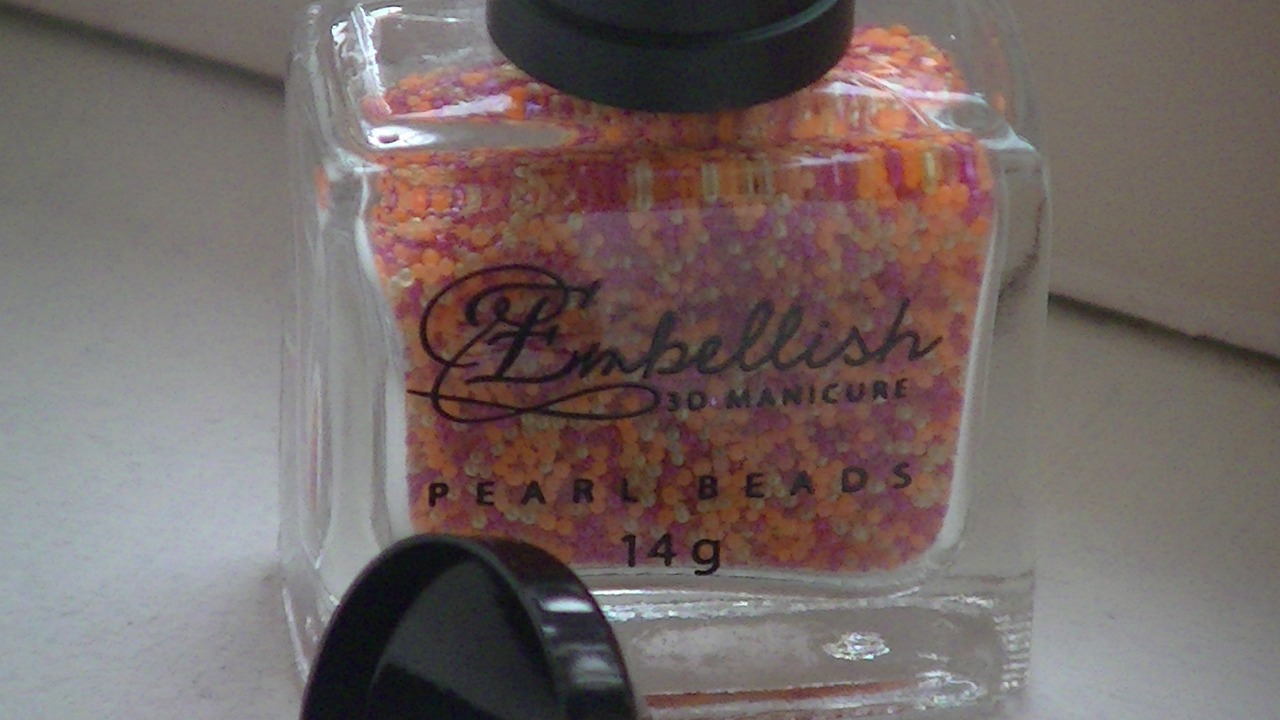 Embellish
3D MANICURE
PEARL BEADS
14g